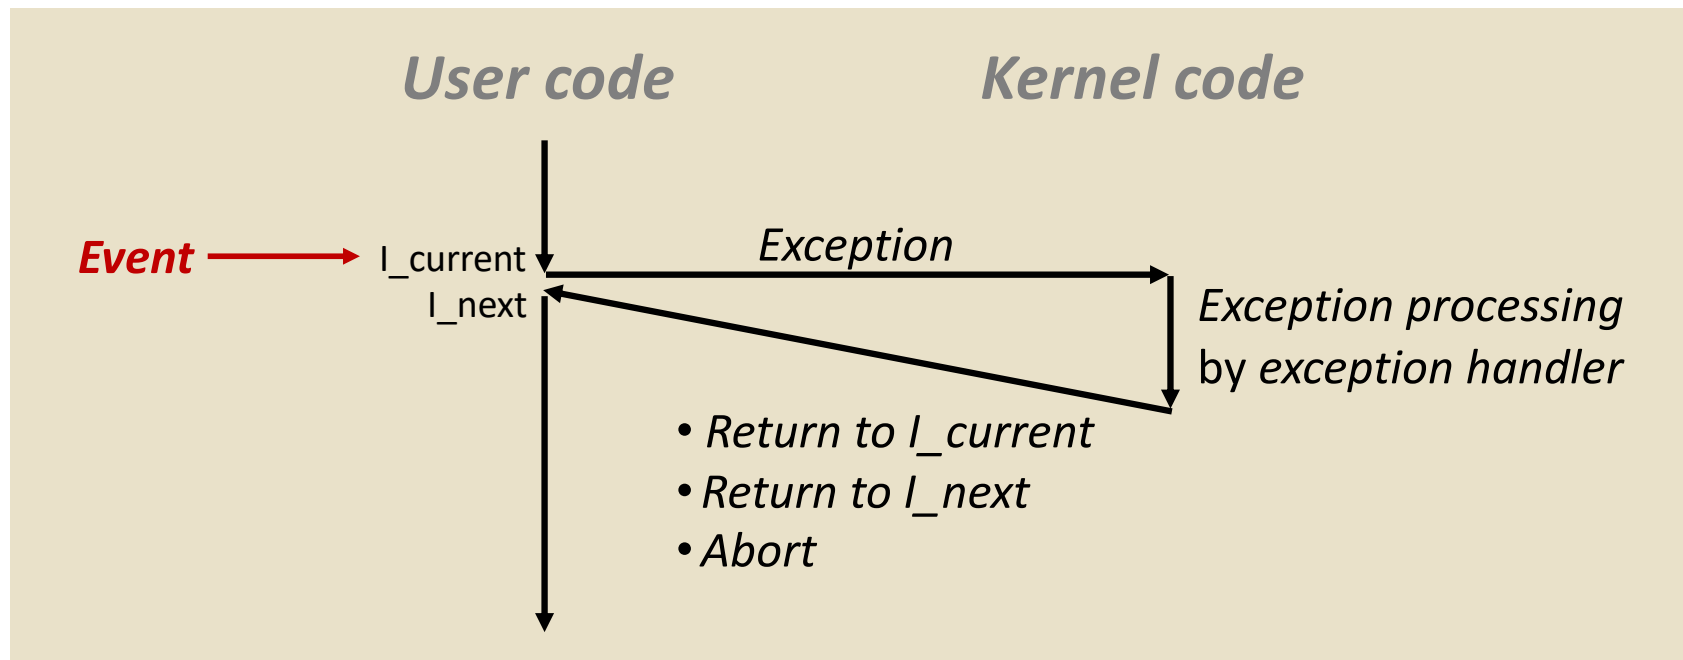 User code
Kernel code
Event
I_current
Exception
I_next
Exception processing
by exception handler
• Return to I_current
• Return to I_next
• Abort